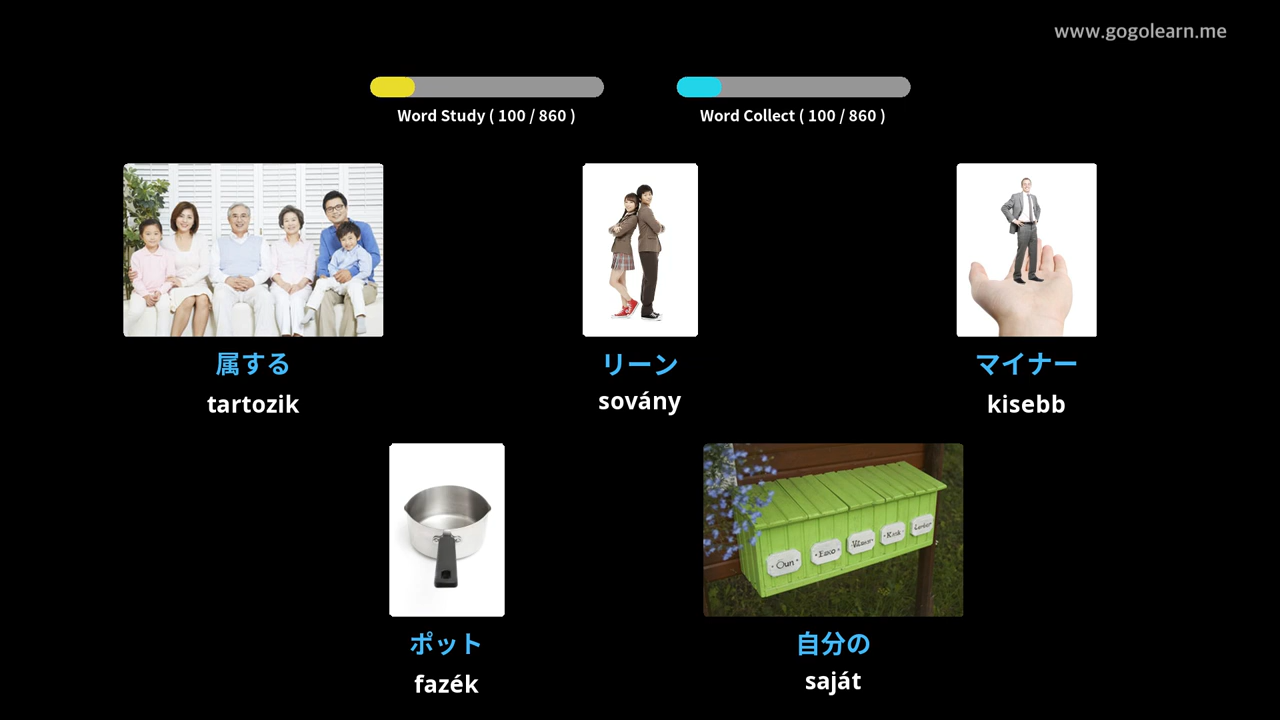 www.gogolearn.me
Word Study ( 100 / 860 )
Word Collect ( 100 / 860 )
属する
tartozik
リーン
sovány
マイナー
kisebb
ポット
fazék
自分の
saját